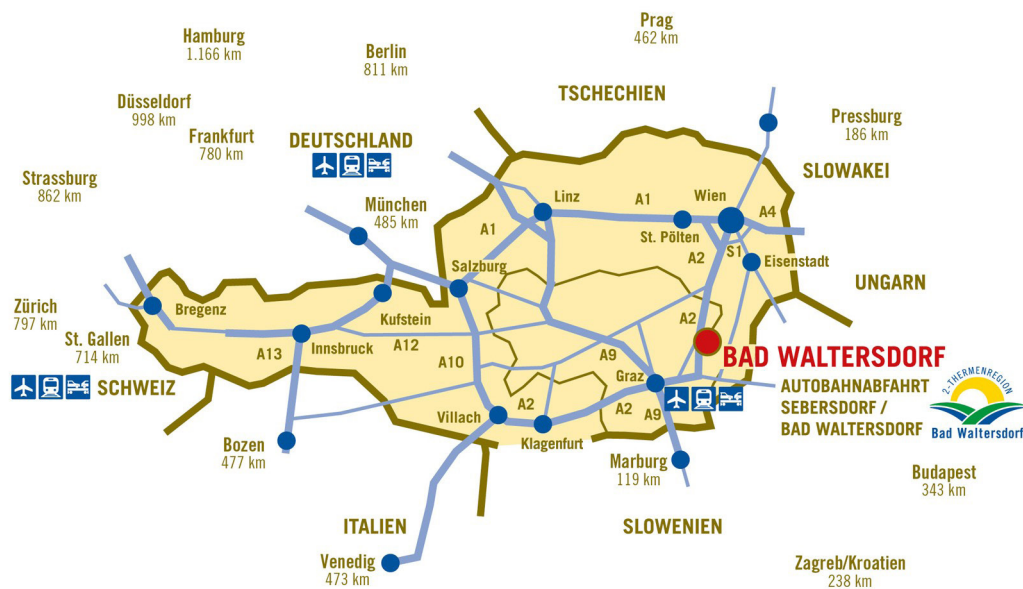 Prag
462 km
Hamburg
1.166 km
Berlin
811 km
TSCHECHIEN
Düsseldorf
998 km
Pressburg
186 km
Frankfurt
780 km
DEUTSCHLAND
SLOWAKEI
Strassburg
862 km
München
485 km
Linz
A1
Wien
A4
A1
St. Pölten
S1
A2
Eisenstadt
Salzburg
UNGARN
Zürich
797 km
Bregenz
Kufstein
A2
St. Gallen
714 km
Innsbruck
A12
A13
A10
A9
BAD WALTERSDORF
SCHWEIZ
Graz
AUTOBAHNABFAHRT
SEBERSDORF /
BAD WALTERSDORF
2-THERMENREGION
Bad Waltersdorf
Villach
A2
A2
A9
Klagenfurt
Bozen
477 km
Marburg
119 km
Budapest
343 km
ITALIEN
SLOWENIEN
Venedig
473 km
Zagreb/Kroatien
238 km